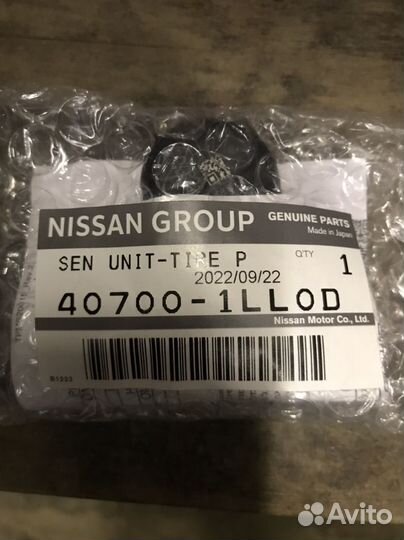 NISSAN GROUP
GENUINE PARTS
Made in Japan
SEN UNIT-TIRE P
QTY
1
2022/09/22
40700-1LL0D
Nissan Motor Co., Ltd.
B1223
Avito